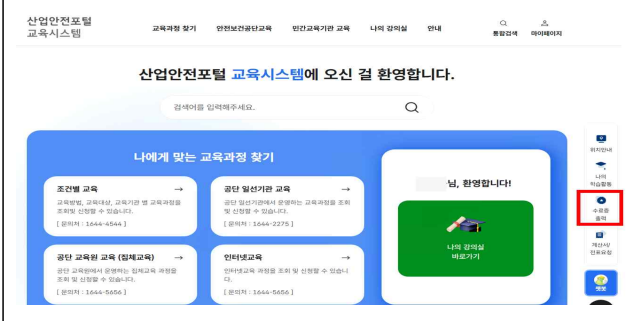 산업안전포털
교육시스템
교육과정 찾기 안전보건공단교육 민간교육기관 교육 나의 강의실 안내
통합검색 마이페이지
산업안전포털 교육시스템에 오신 걸 환영합니다.
검색어를 입력해주세요.
나에게 맞는 교육과정 찾기
조건별 교육 →
교육방법, 교육대상, 교육기관 별 교육과정을
조회및 신청할 수 있습니다.
[ 문의처 : 1644-4544 ]
공단 일선기관 교육 →
공단 일선기관에서 운영하는 교육과정을 조회
및 신청할 수 있습니다.
[ 문의처 : 1644-2275 ]
공단 교육원 교육 (집체교육) →
공단 교육원에서 운영하는 집체교육 과정을
조회 및 신청할 수 있습니다.
[ 문의처 : 1644-5656 ]
인터넷교육 →
인터넷교육 과정을 조회 및 신청할 수 있습니
다.
[ 문의처 : 1644-5656 ]
님, 환영합니다!
나의 강의실
바로가기
위치안내
나의
학습활동
수료증
출력
계산서/
전표요청
챗봇